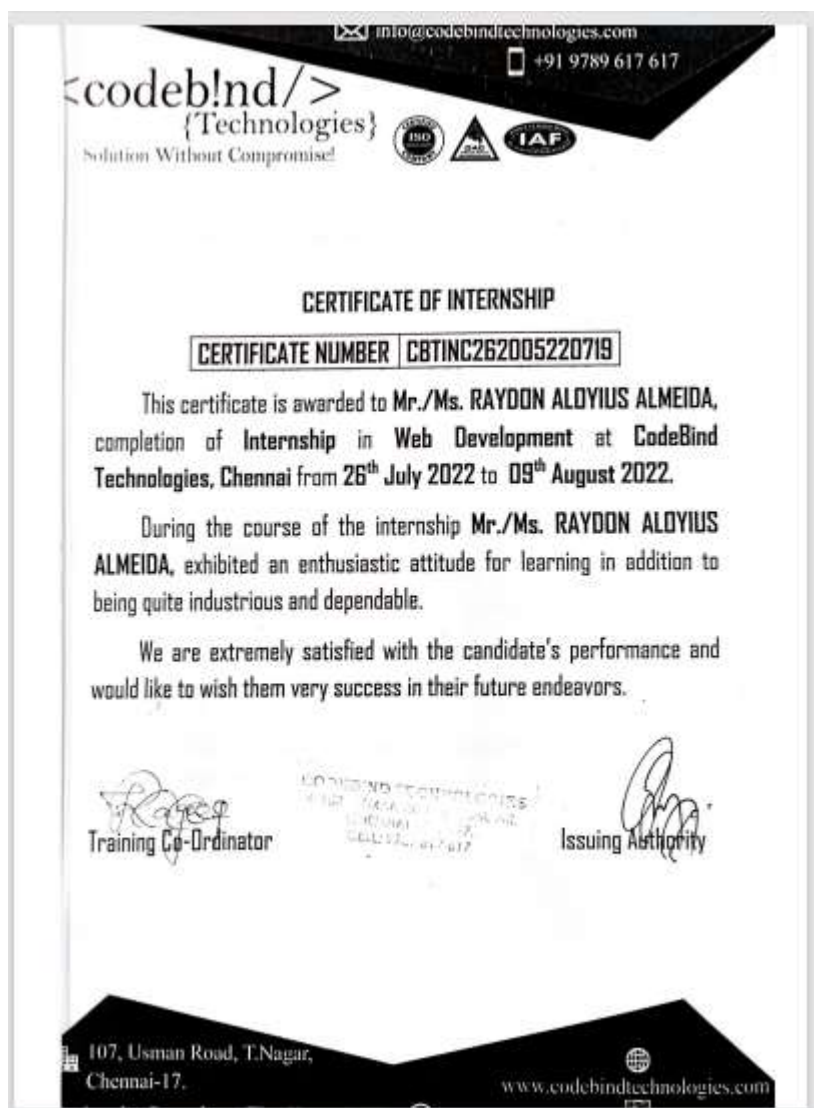 info@codebindtechnologies.com
+91 9789 617 617
<codeb!nd/>
{Technologies}
Solution Without Compromise!
ISO
IAF
CERTIFICATE OF INTERNSHIP
CERTIFICATE NUMBER CBTINC262005220719
This certificate is awarded to Mr./Ms. RAYDON ALOYIUS ALMEIDA,
completion of Internship in Web Development at CodeBind
Technologies, Chennai from 26th July 2022 to 09th August 2022.
During the course of the internship Mr./Ms. RAYDON ALOYIUS
ALMEIDA, exhibited an enthusiastic attitude for learning in addition to
being quite industrious and dependable.
We are extremely satisfied with the candidate's performance and
would like to wish them very success in their future endeavors.
TECHNOLOGIES
CHENNAI
Training Co-Ordinator
Issuing Authority
107, Usman Road, T.Nagar,
Chennai-17.
www.codebindtechnologies.com